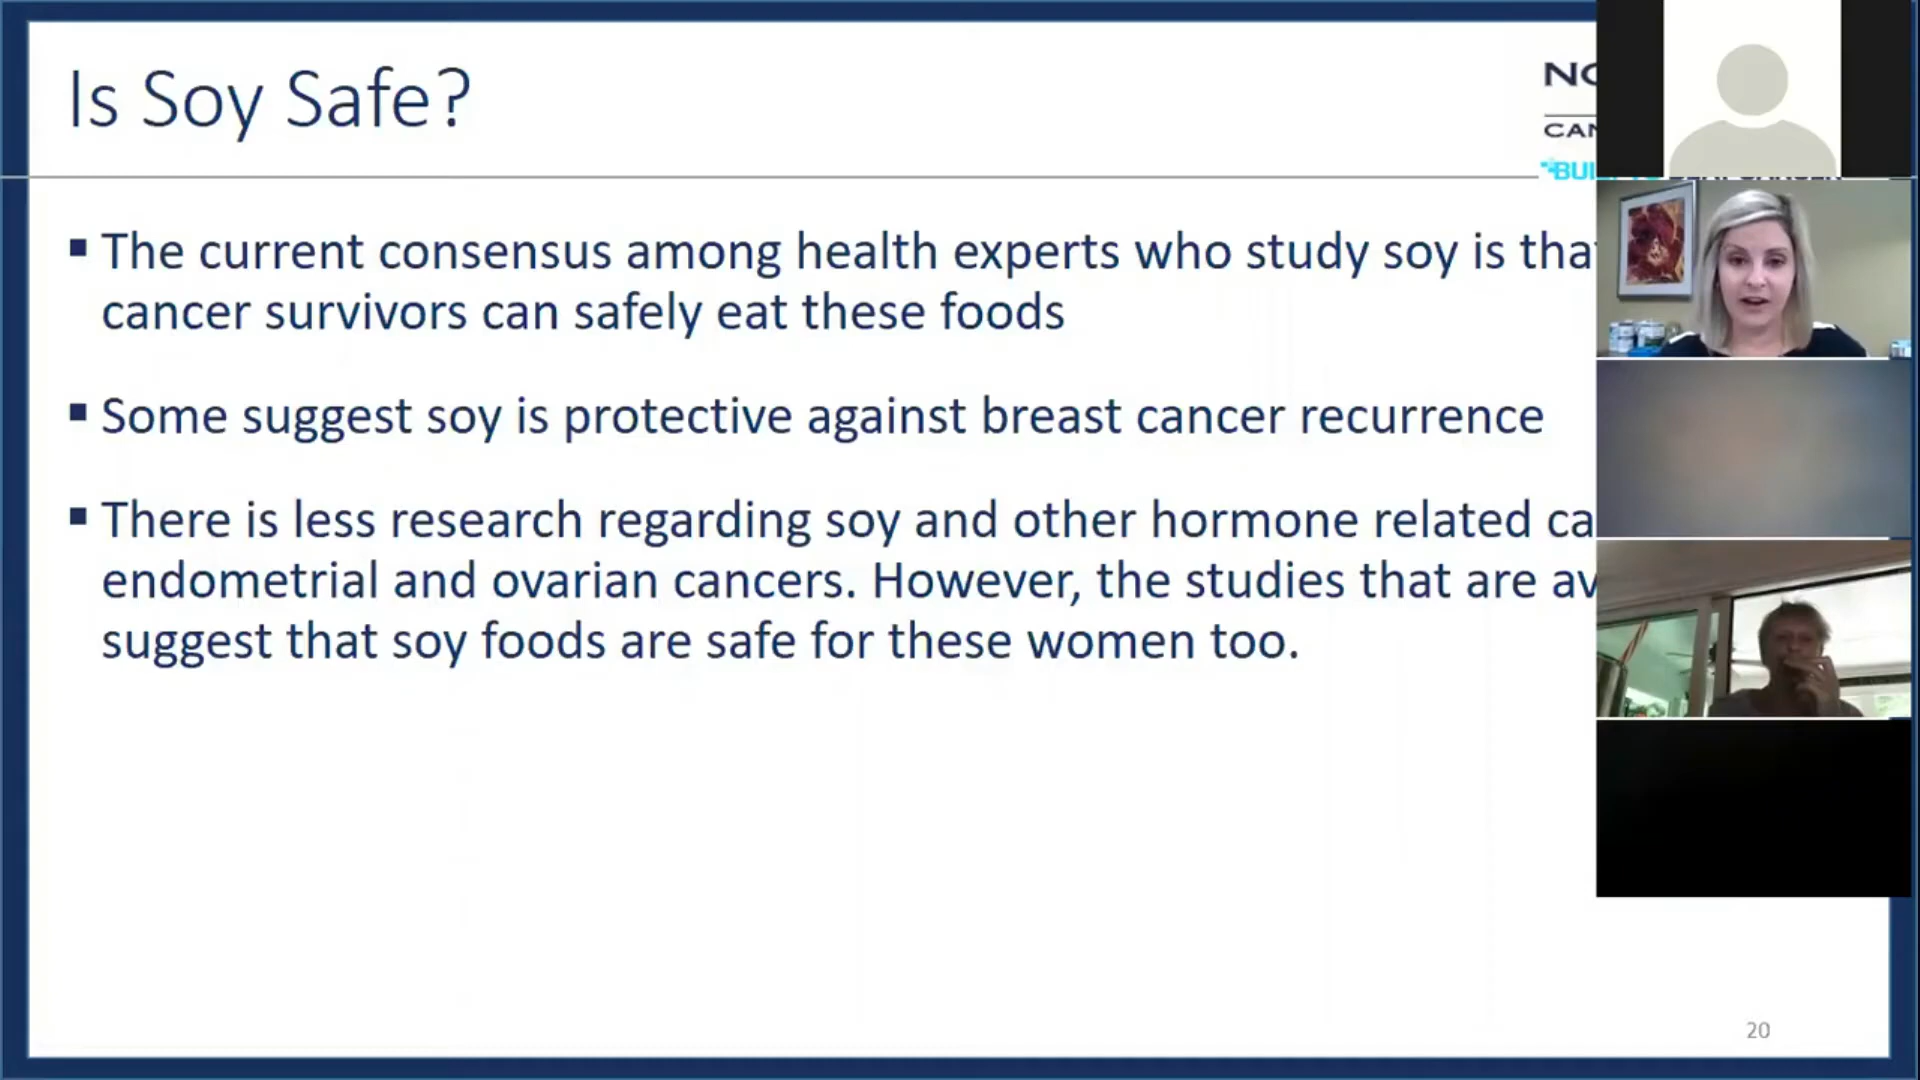 Is Soy Safe?
▪ The current consensus among health experts who study soy is
cancer survivors can safely eat these foods
▪ Some suggest soy is protective against breast cancer recurrence
▪ There is less research regarding soy and other hormone related
endometrial and ovarian cancers. However, the studies that are
suggest that soy foods are safe for these women too.
20